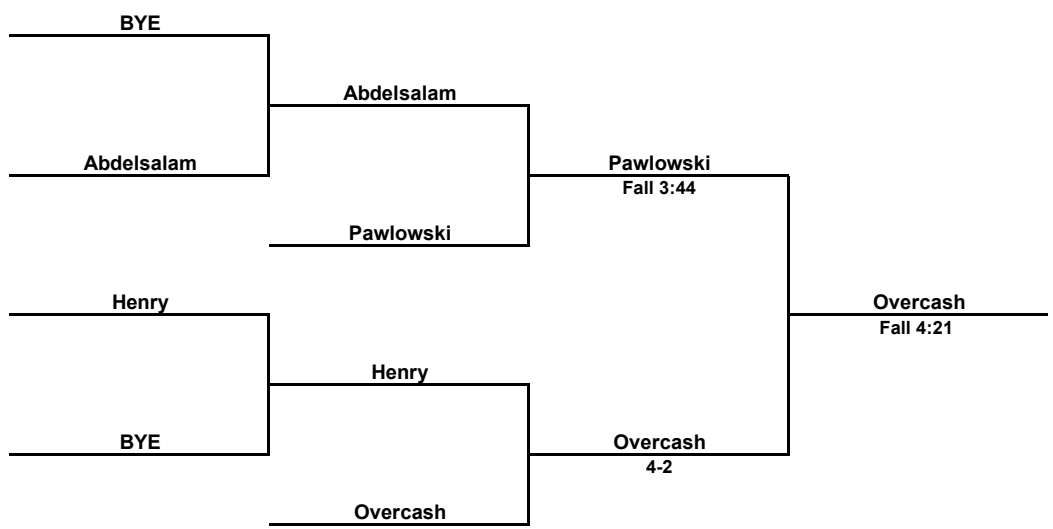 BYE
Abdelsalam
Abdelsalam
Pawlowski
Fall 3:44
Pawlowski
Henry
Overcash
Fall 4:21
Henry
BYE
Overcash
4-2
Overcash